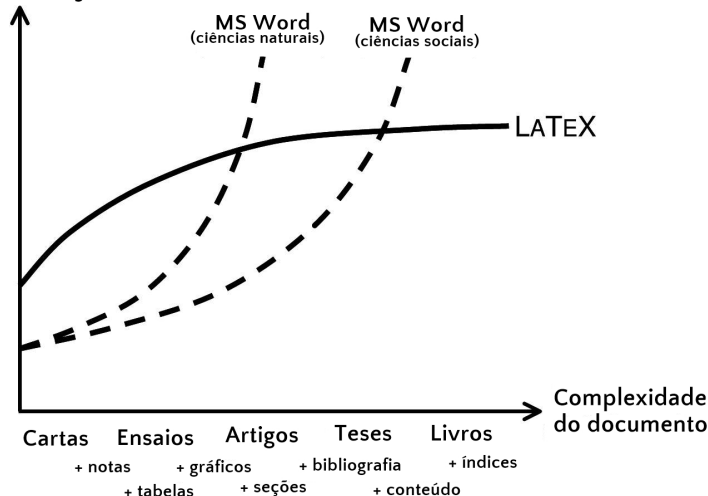 MS Word
(ciências naturais)
MS Word
(ciências sociais)
LATEX
Complexidade
do documento
Cartas Ensaios Artigos Teses Livros
+ notas + gráficos + bibliografia + índices
+ tabelas + seções + conteúdo